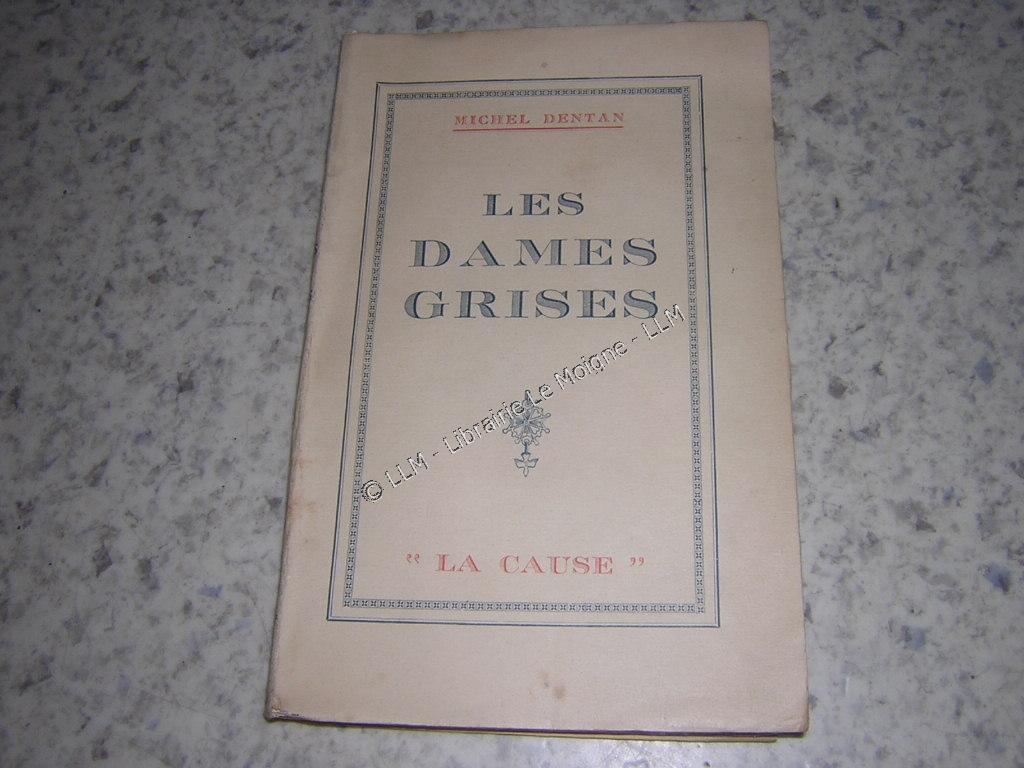 MICHEL DENTAN
LES
DAMES
GRISES
© LLM - Librairie Le Moigne - LLM
“ LA CAUSE ”